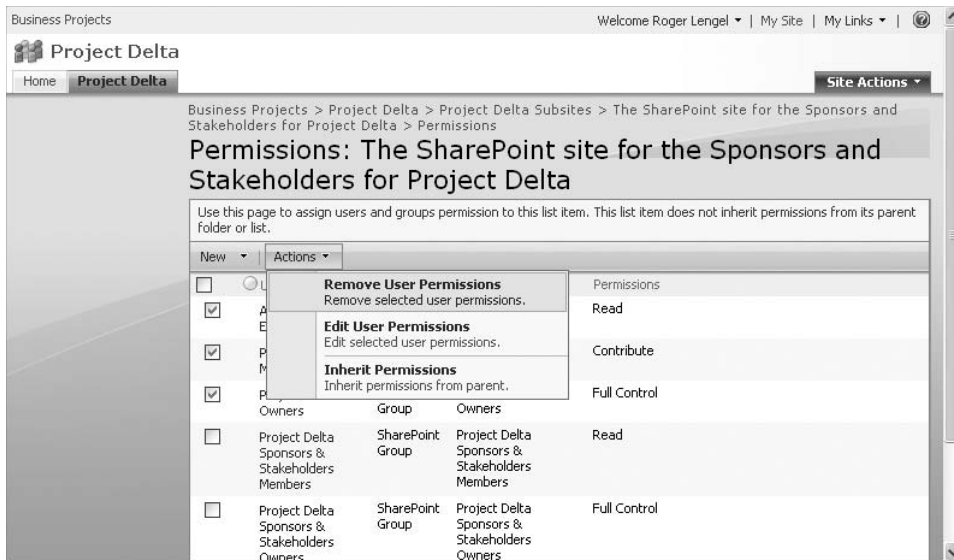 Business Projects
Welcome Roger Lengel | My Site | My Links |
Project Delta
Home Project Delta
Site Actions
Business Projects > Project Delta > Project Delta Subsites > The SharePoint site for the Sponsors and
Stakeholders for Project Delta > Permissions
Permissions: The SharePoint site for the Sponsors and
Stakeholders for Project Delta
Use this page to assign users and groups permission to this list item. This list item does not inherit permissions from its parent
folder or list.
New | Actions
Remove User Permissions
Remove selected user permissions.
Edit User Permissions
Edit selected user permissions.
Inherit Permissions
Inherit permissions from parent.
Permissions
Read
Contribute
Full Control
Owners Group Owners
Project Delta SharePoint Project Delta Read
Sponsors & Group Sponsors &
Stakeholders Stakeholders
Members Members
Project Delta SharePoint Project Delta Full Control
Sponsors & Group Sponsors &
Stakeholders Stakeholders
Owners Owners